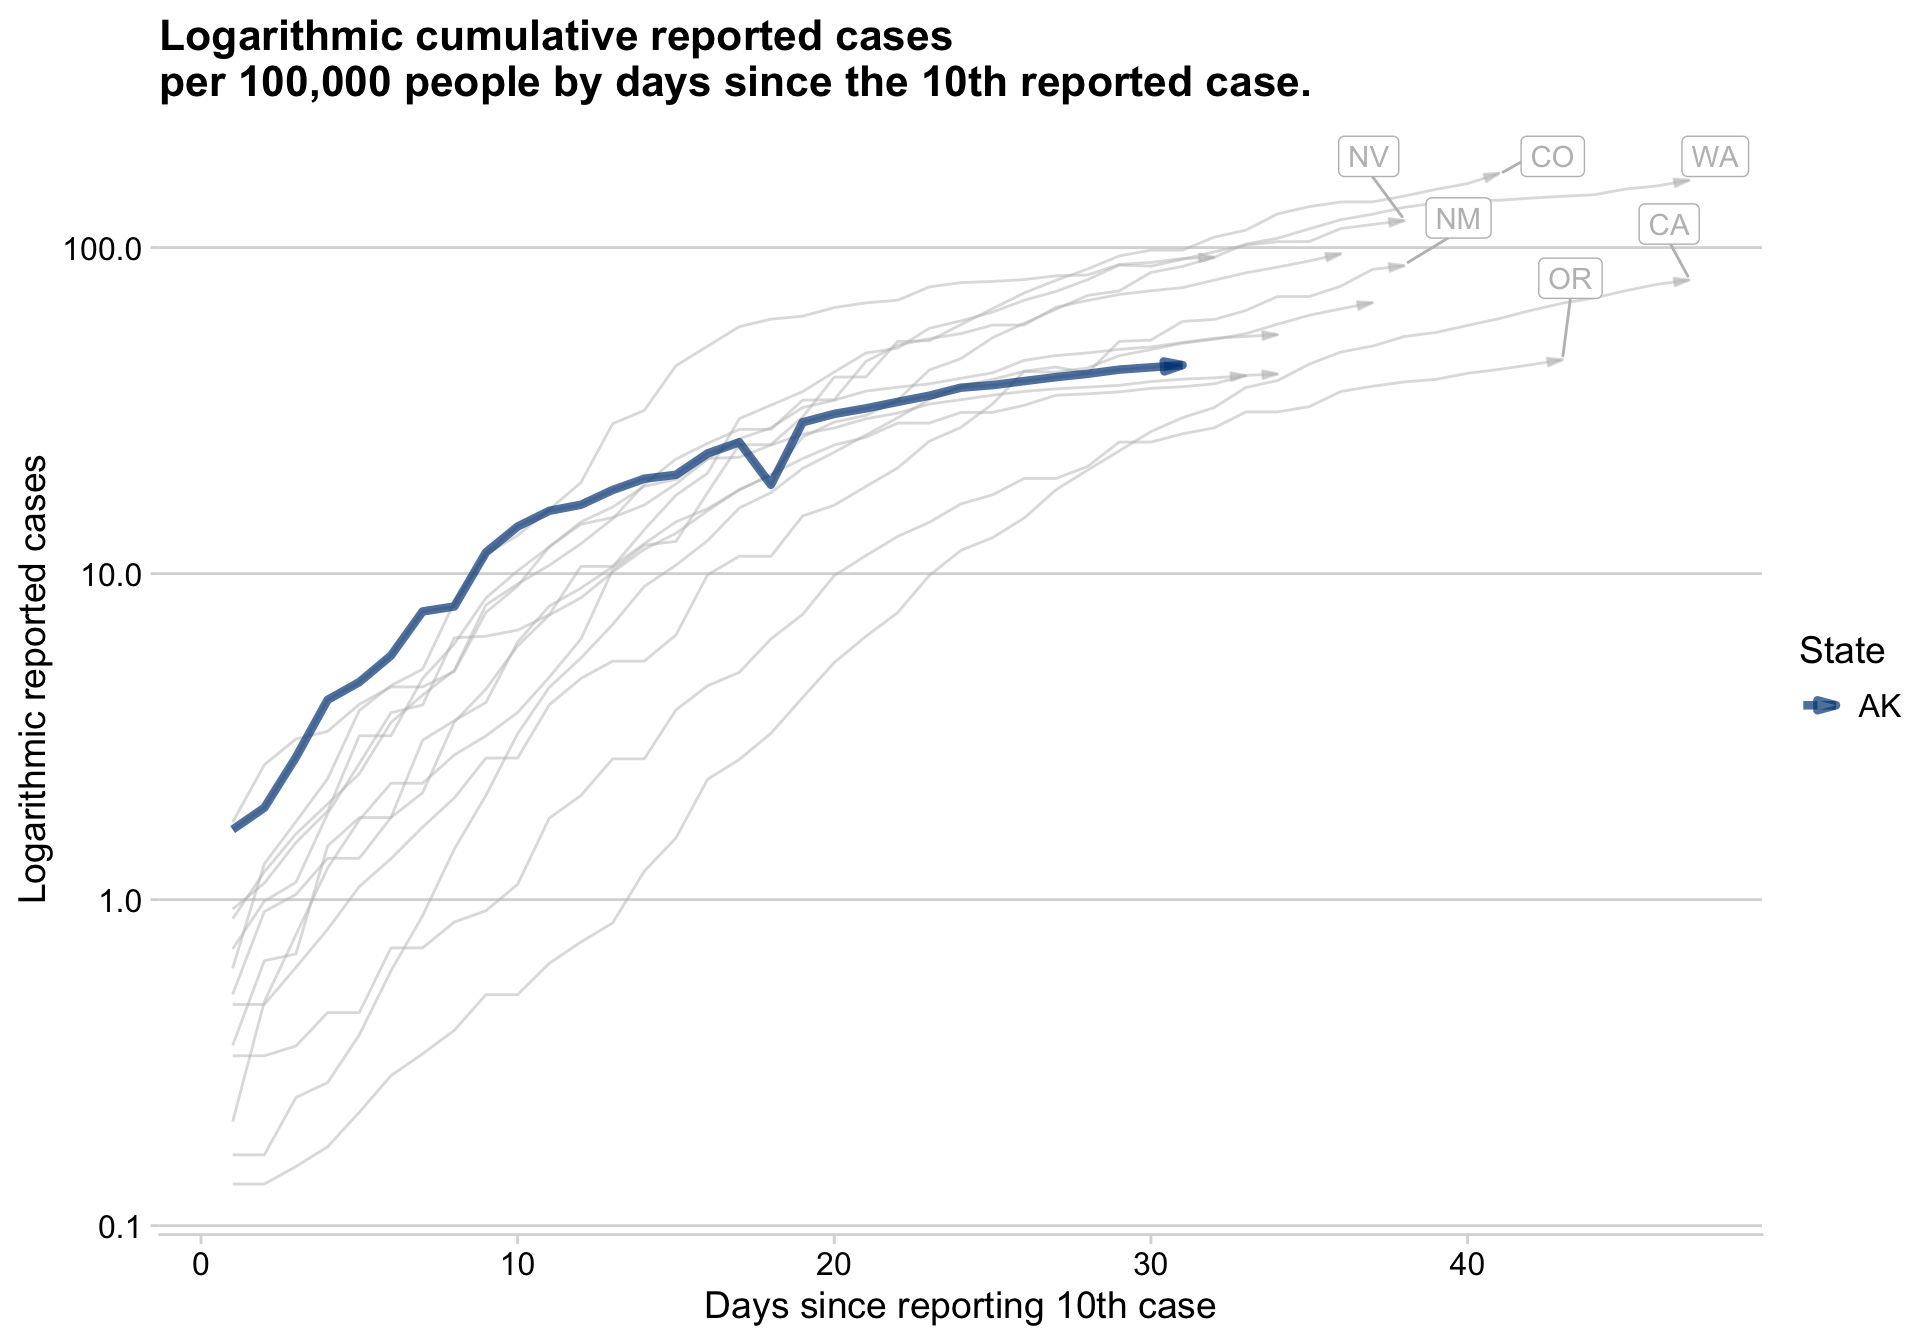 Logarithmic cumulative reported cases
per 100,000 people by days since the 10th reported case.
NV
CO
WA
NM
CA
OR
100.0
10.0
1.0
0.1
Logarithmic reported cases
0
10
20
30
40
Days since reporting 10th case
State
AK